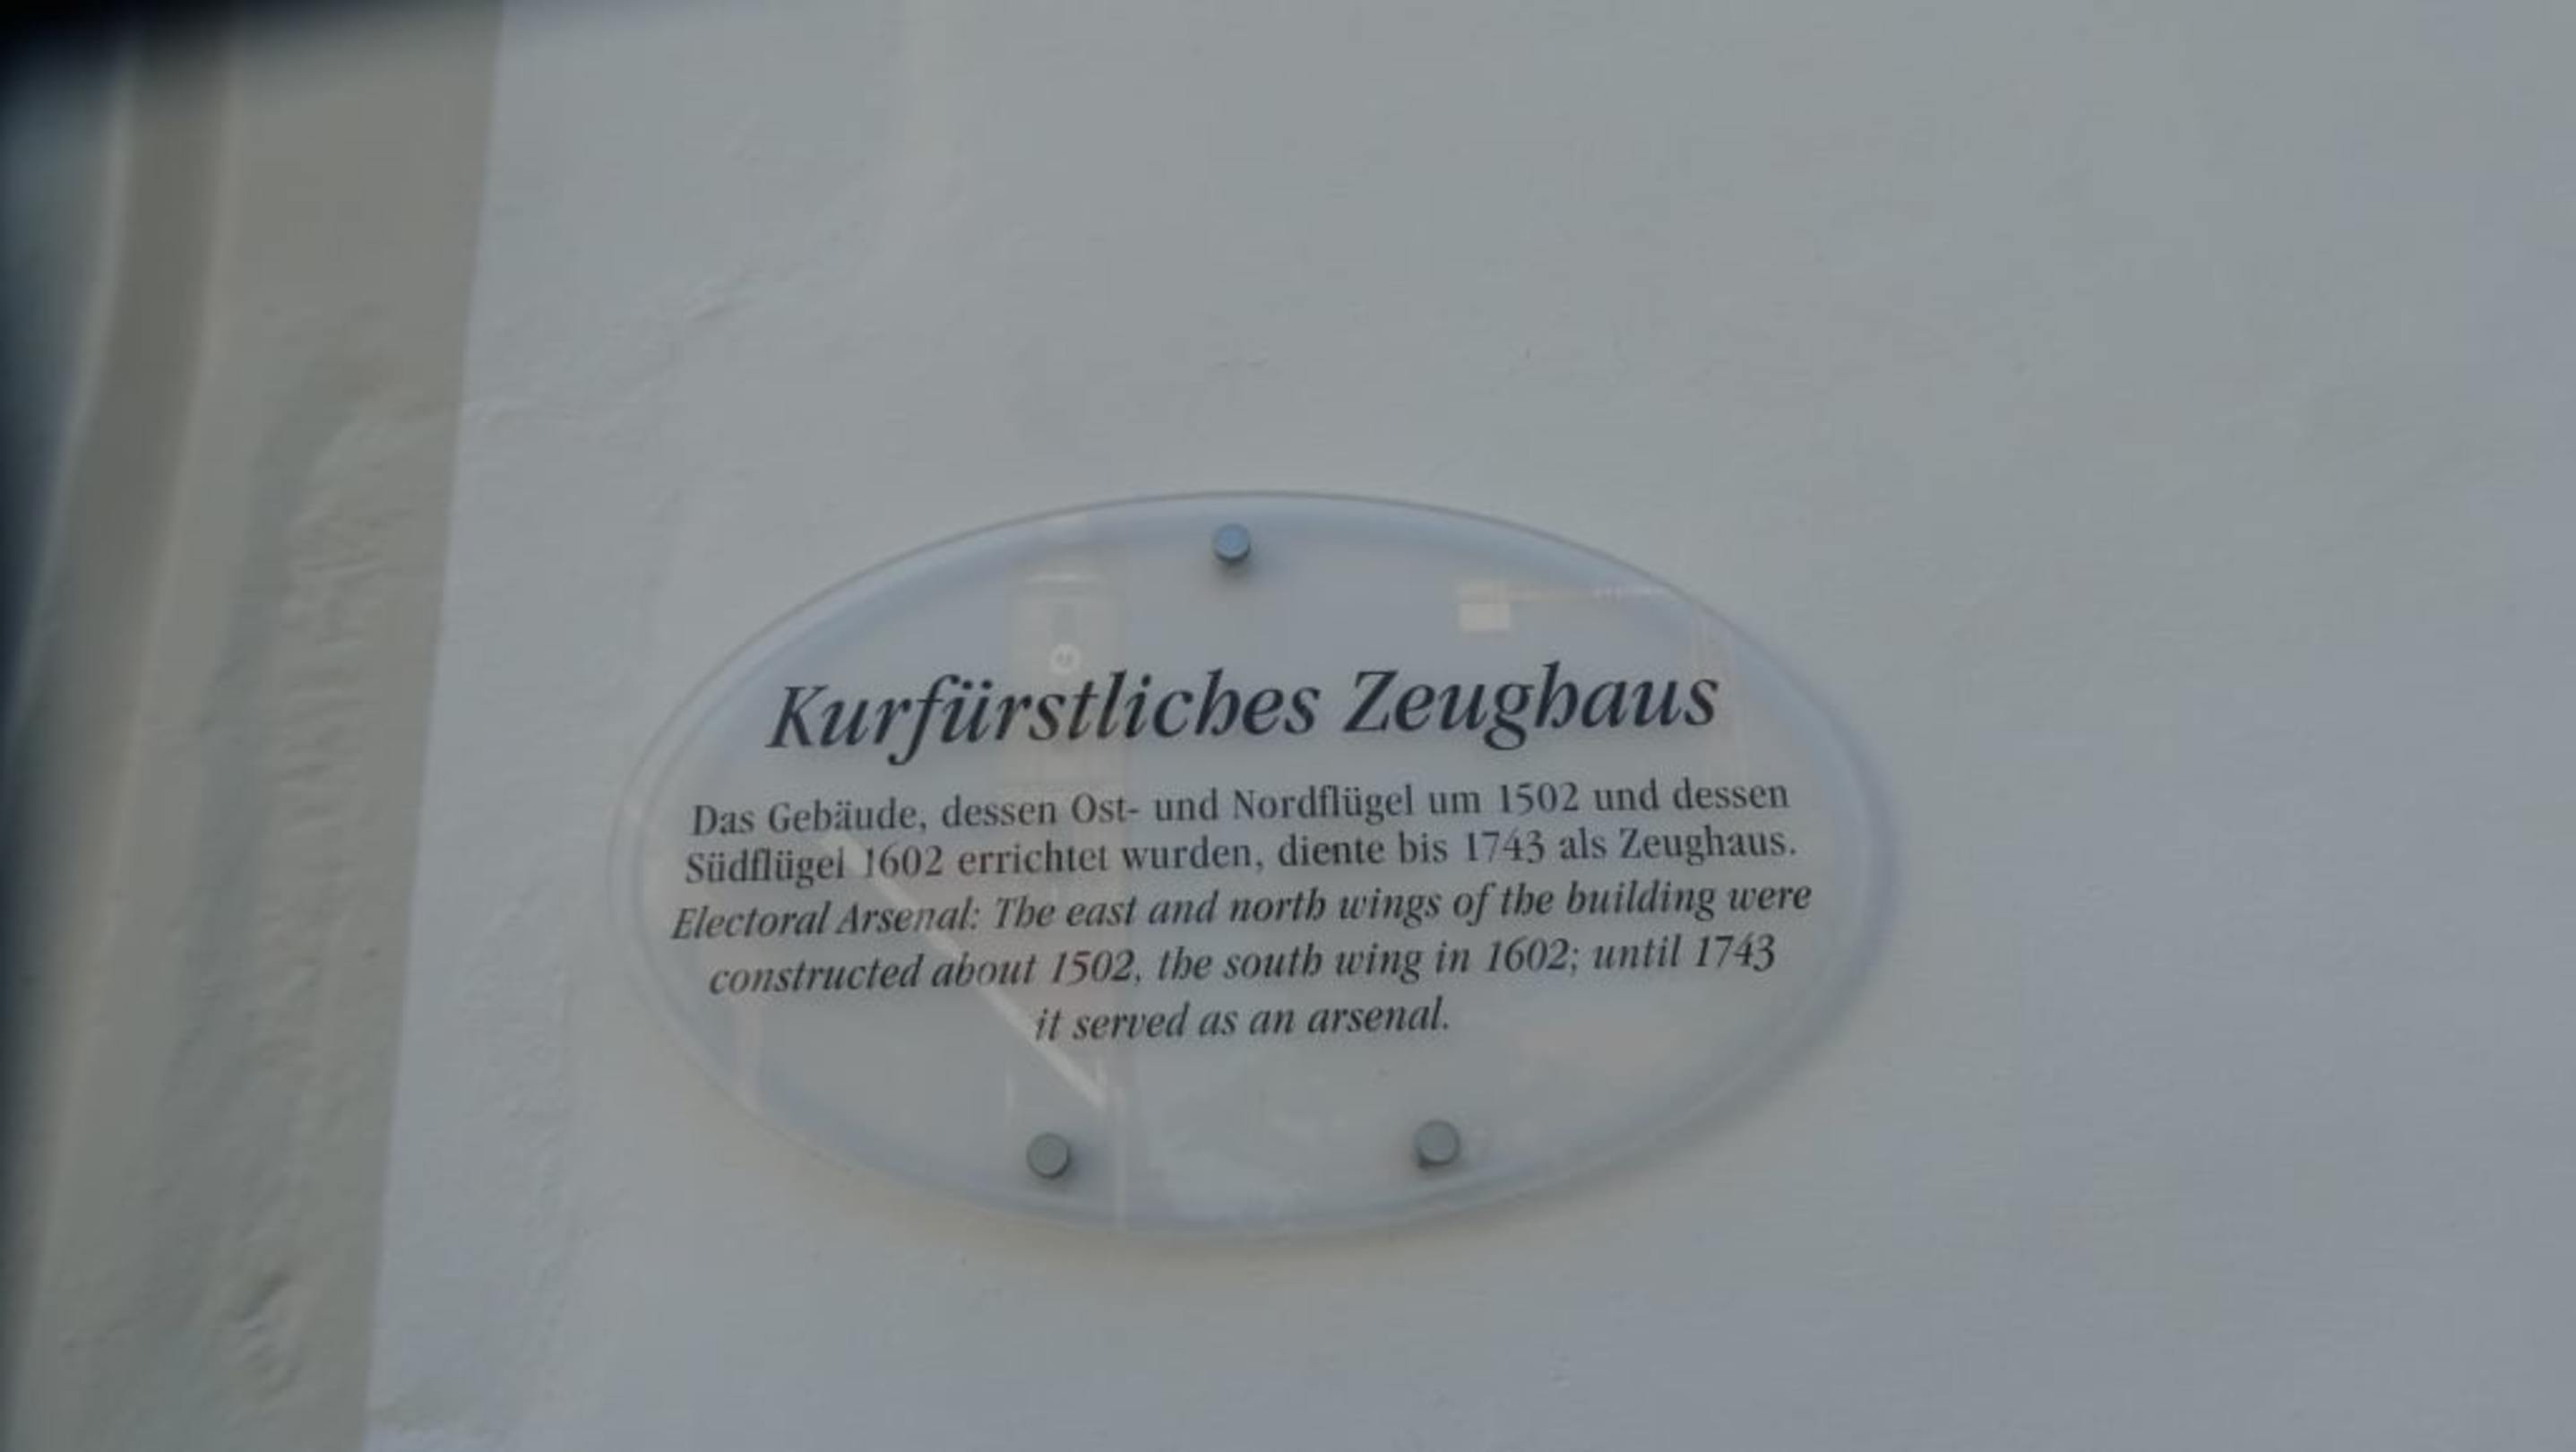 Kurfürstliches Zeughaus
Das Gebäude, dessen Ost- und Nordflügel um 1502 und dessen
Südflügel 1602 errichtet wurden, diente bis 1743 als Zeughaus.
Electoral Arsenal: The east and north wings of the building were
constructed about 1502, the south wing in 1602; until 1743
it served as an arsenal.